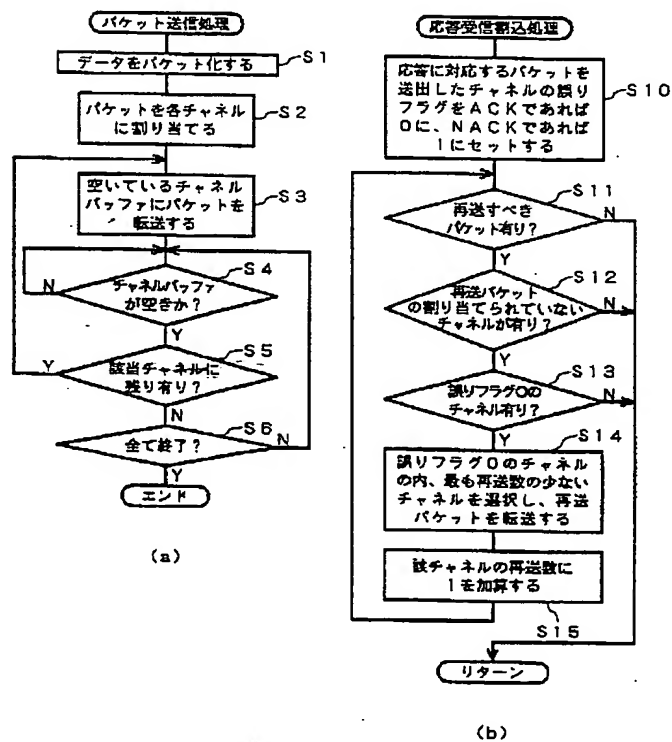 パケット送信処理
データをパケット化する
S1
パケットを各チャネル
に割り当てる
S2
空いているチャネル
バッファにパケットを
転送する
S3
チャネルバッファ
が空きか?
S4
N
Y
該当チャネルに
残り有り?
S5
Y
N
全て終了?
S6
N
Y
エンド
(a)
応答受信割込処理
応答に対応するパケットを
送出したチャネルの誤り
フラグをACKであれば
0に、NACKであれば
1にセットする
S10
再送すべき
パケット有り?
S11
N
Y
再送パケット
の割り当てられていない
チャネルが有り?
S12
N
Y
誤りフラグ0の
チャネル有り?
S13
N
Y
誤りフラグ0のチャネル
の内、最も再送数の少ない
チャネルを選択し、再送
パケットを転送する
S14
該チャネルの再送数に
1を加算する
S15
リターン
(b)